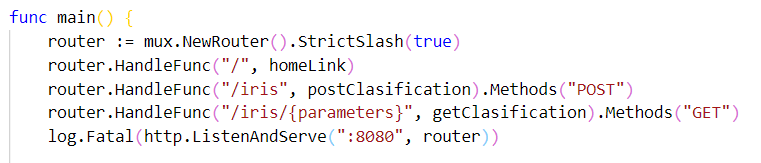 func main() {
    router := mux.NewRouter().StrictSlash(true)
    router.HandleFunc("/", homeLink)
    router.HandleFunc("/iris", postClasification).Methods("POST")
    router.HandleFunc("/iris/{parameters}", getClasification).Methods("GET")
    log.Fatal(http.ListenAndServe(":8080", router))